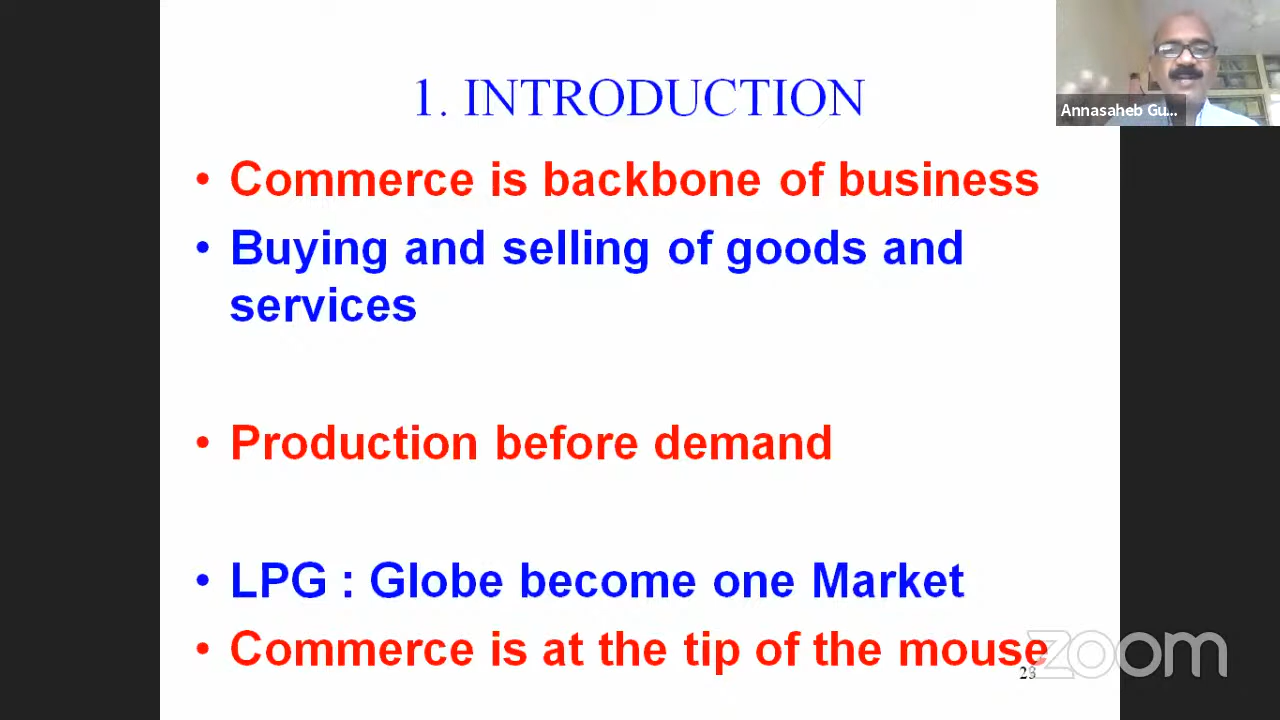 1. INTRODUCTION
Annasaheb Gu...
• Commerce is backbone of business
• Buying and selling of goods and
services
• Production before demand
• LPG : Globe become one Market
• Commerce is at the tip of the mouse
zoom